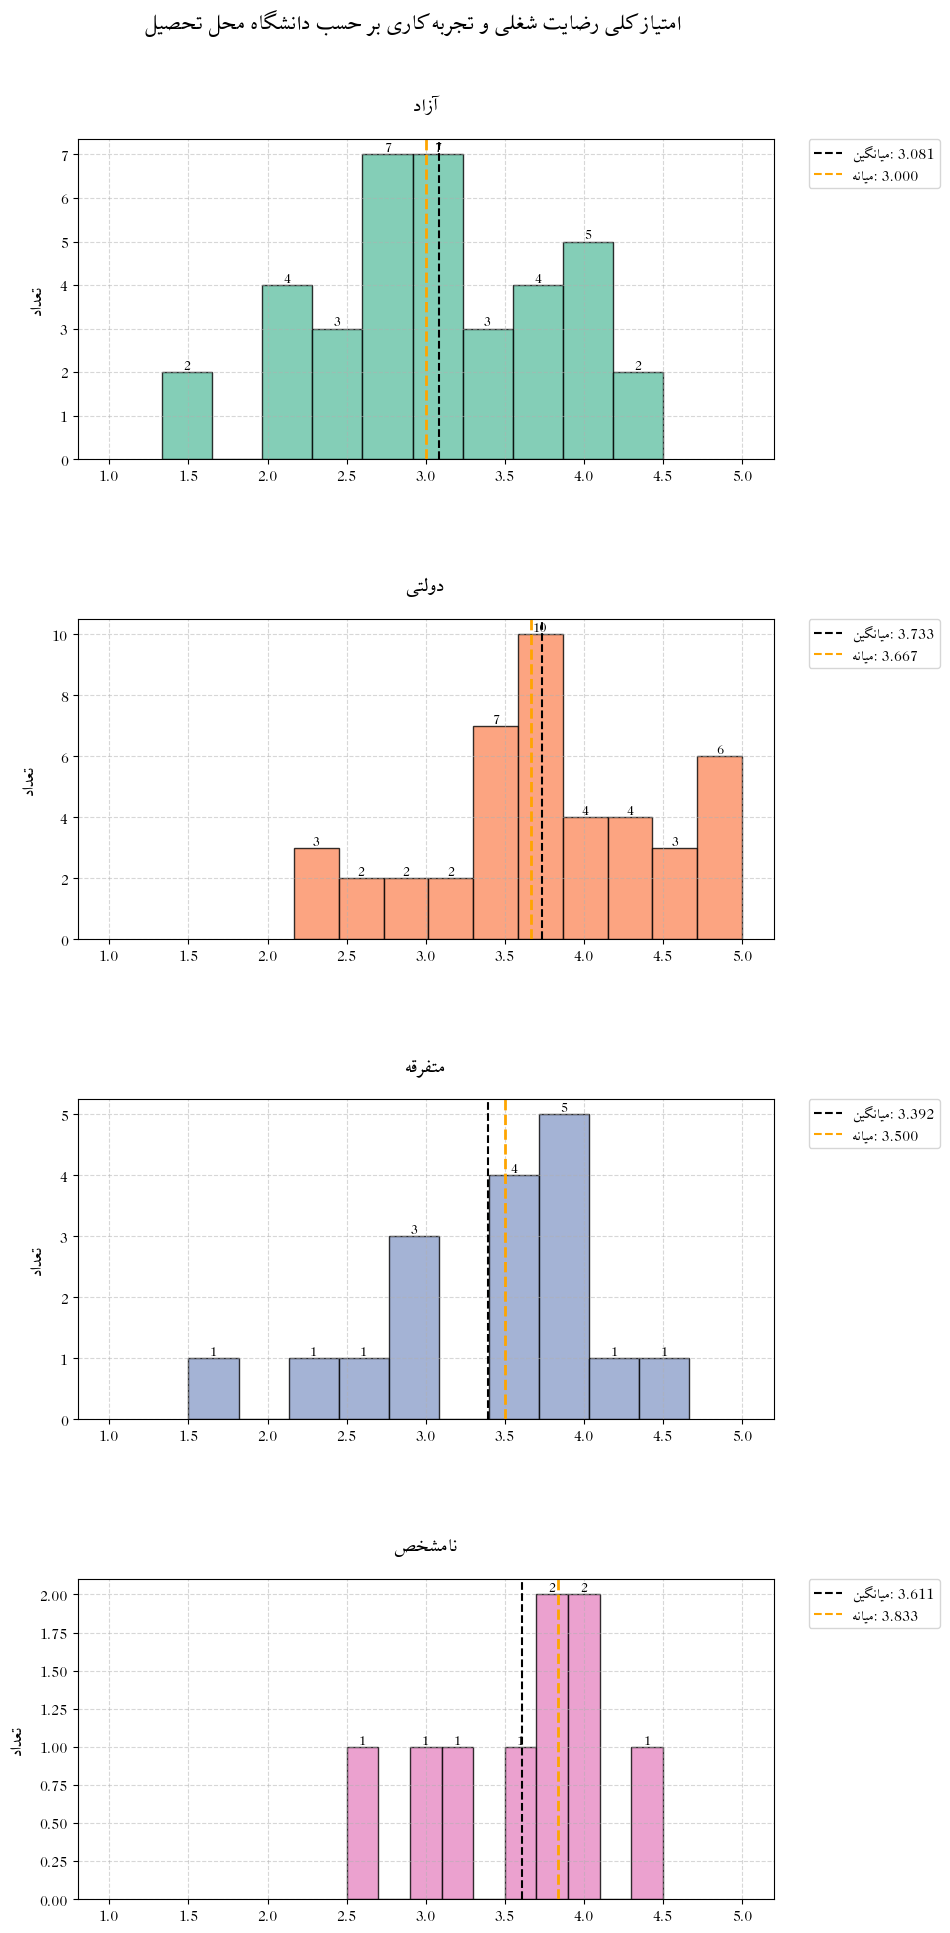 امتیاز کلی رضایت شغلی و تجربه کاری بر حسب دانشگاه محل تحصیل
آزاد
میانگین: 3.081
میانه: 3.000
تعداد
7
6
5
4
3
2
1
0
2 4 3 7 7 3 4 5 2
1.0 1.5 2.0 2.5 3.0 3.5 4.0 4.5 5.0
دولتی
میانگین: 3.733
میانه: 3.667
تعداد
10
8
6
4
2
0
3 2 2 2 7 10 4 4 3 6
1.0 1.5 2.0 2.5 3.0 3.5 4.0 4.5 5.0
متفرقه
میانگین: 3.392
میانه: 3.500
تعداد
5
4
3
2
1
0
1 1 1 3 4 5 1 1
1.0 1.5 2.0 2.5 3.0 3.5 4.0 4.5 5.0
نامشخص
میانگین: 3.611
میانه: 3.833
تعداد
2.00
1.75
1.50
1.25
1.00
0.75
0.50
0.25
0.00
1 1 1 1 2 2 1
1.0 1.5 2.0 2.5 3.0 3.5 4.0 4.5 5.0